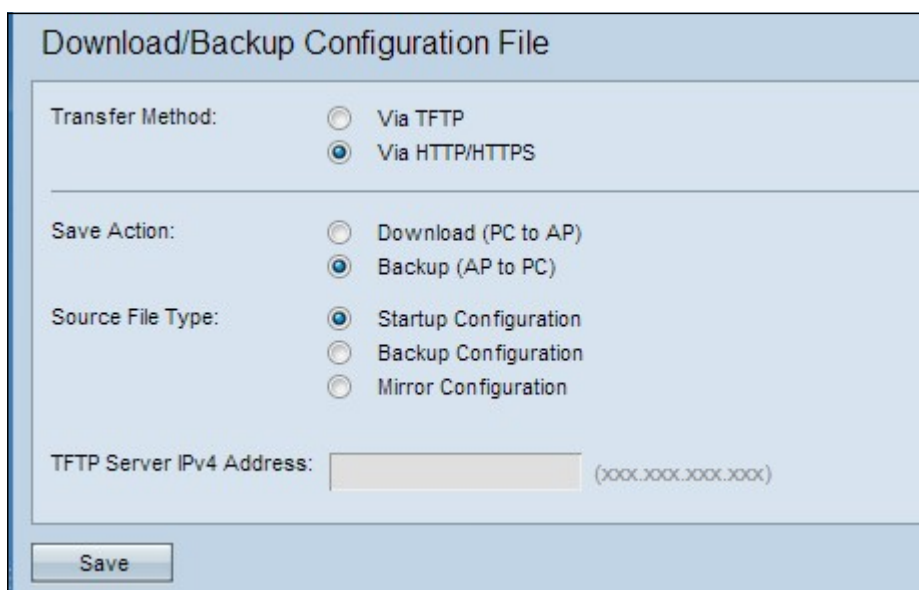 Download/Backup Configuration File
Transfer Method:
Via TFTP
Via HTTP/HTTPS
Save Action:
Download (PC to AP)
Backup (AP to PC)
Source File Type:
Startup Configuration
Backup Configuration
Mirror Configuration
TFTP Server IPv4 Address: (xxx.xxx.xxx.xxx)
Save